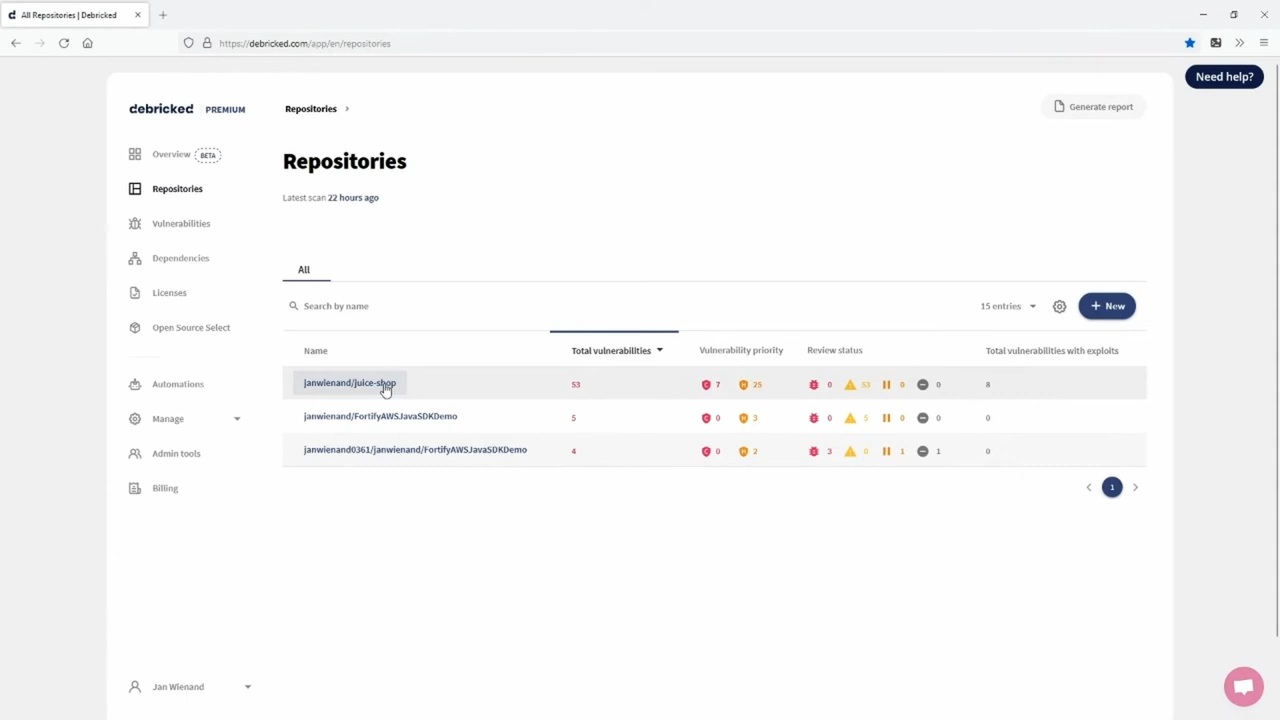 All Repositories | Debricked
https://debricked.com/app/en/repositories
Need help?
debricked PREMIUM
Repositories
Generate report
Overview BETA
Repositories
Vulnerabilities
Dependencies
Licenses
Open Source Select
Automations
Manage
Admin tools
Billing
Jan Wienand
Repositories
Latest scan 22 hours ago
All
Search by name
15 entries
+ New
Name Total vulnerabilities Vulnerability priority Review status Total vulnerabilities with exploits
janwienand/juice-shop 53 C 7 H 25 0 53 0 0 8
janwienand/FortifyAWSJavaSDKDemo 5 C 0 H 3 0 5 0 0 0
janwienand0361/janwienand/FortifyAWSJavaSDKDemo 4 C 0 H 2 3 0 1 1 0
1